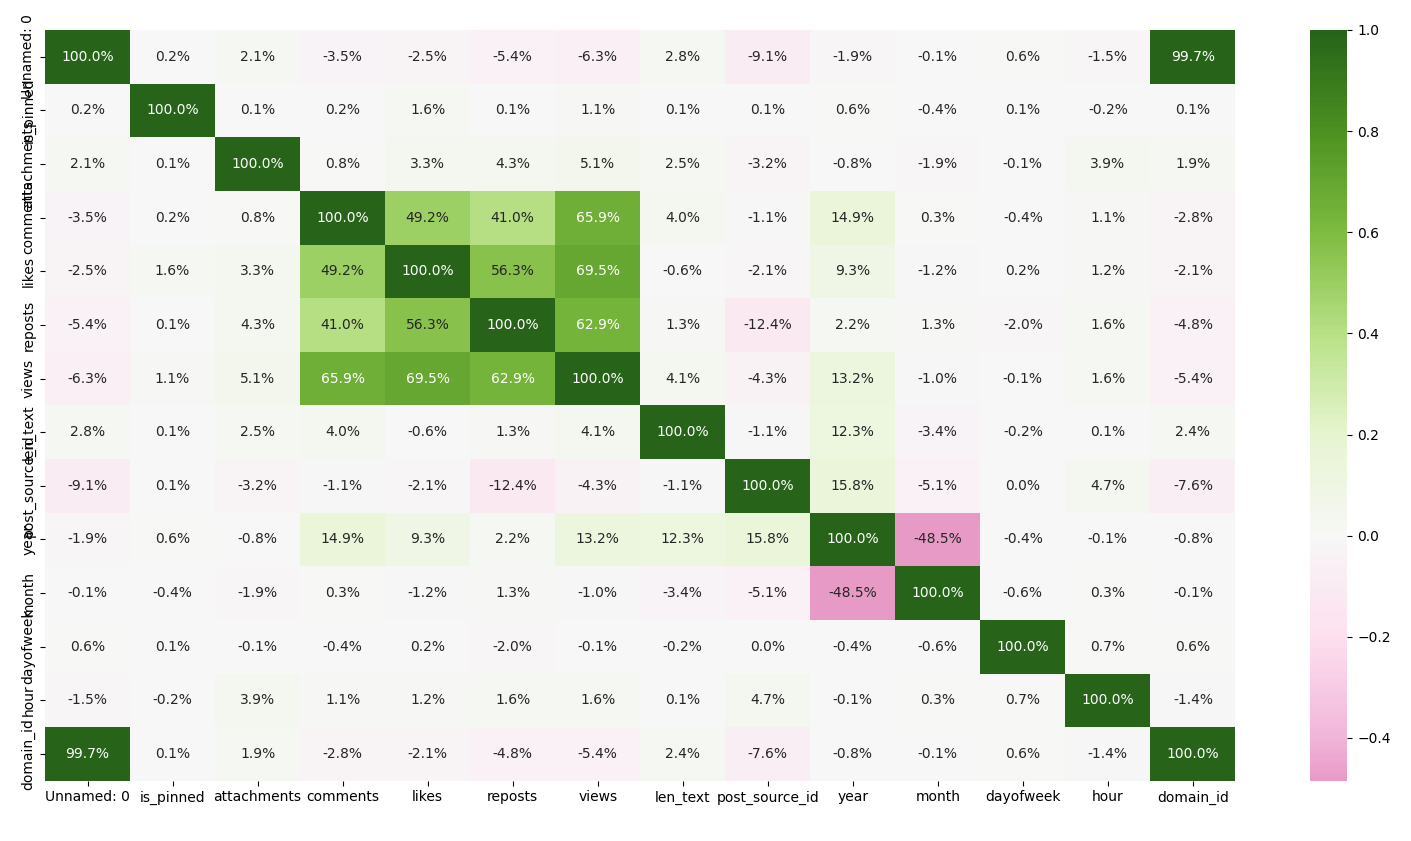 Unnamed: 0 100.0% 0.2% 2.1% -3.5% -2.5% -5.4% -6.3% 2.8% -9.1% -1.9% -0.1% 0.6% -1.5% 99.7%
is_pinned 0.2% 100.0% 0.1% 0.2% 1.6% 0.1% 1.1% 0.1% 0.1% 0.6% -0.4% 0.1% -0.2% 0.1%
attachments 2.1% 0.1% 100.0% 0.8% 3.3% 4.3% 5.1% 2.5% -3.2% -0.8% -1.9% -0.1% 3.9% 1.9%
comments -3.5% 0.2% 0.8% 100.0% 49.2% 41.0% 65.9% 4.0% -1.1% 14.9% 0.3% -0.4% 1.1% -2.8%
likes -2.5% 1.6% 3.3% 49.2% 100.0% 56.3% 69.5% -0.6% -2.1% 9.3% -1.2% 0.2% 1.2% -2.1%
reposts -5.4% 0.1% 4.3% 41.0% 56.3% 100.0% 62.9% 1.3% -12.4% 2.2% 1.3% -2.0% 1.6% -4.8%
views -6.3% 1.1% 5.1% 65.9% 69.5% 62.9% 100.0% 4.1% -4.3% 13.2% -1.0% -0.1% 1.6% -5.4%
len_text 2.8% 0.1% 2.5% 4.0% -0.6% 1.3% 4.1% 100.0% -1.1% 12.3% -3.4% -0.2% 0.1% 2.4%
post_source_id -9.1% 0.1% -3.2% -1.1% -2.1% -12.4% -4.3% -1.1% 100.0% 15.8% -5.1% 0.0% 4.7% -7.6%
year -1.9% 0.6% -0.8% 14.9% 9.3% 2.2% 13.2% 12.3% 15.8% 100.0% -48.5% -0.4% -0.1% -0.8%
month -0.1% -0.4% -1.9% 0.3% -1.2% 1.3% -1.0% -3.4% -5.1% -48.5% 100.0% -0.6% 0.3% -0.1%
dayofweek 0.6% 0.1% -0.1% -0.4% 0.2% -2.0% -0.1% -0.2% 0.0% -0.4% -0.6% 100.0% 0.7% 0.6%
hour -1.5% -0.2% 3.9% 1.1% 1.2% 1.6% 1.6% 0.1% 4.7% -0.1% 0.3% 0.7% 100.0% -1.4%
domain_id 99.7% 0.1% 1.9% -2.8% -2.1% -4.8% -5.4% 2.4% -7.6% -0.8% -0.1% 0.6% -1.4% 100.0%
Unnamed: 0 is_pinned attachments comments likes reposts views len_text post_source_id year month dayofweek hour domain_id
1.0
0.8
0.6
0.4
0.2
0.0
−0.2
−0.4